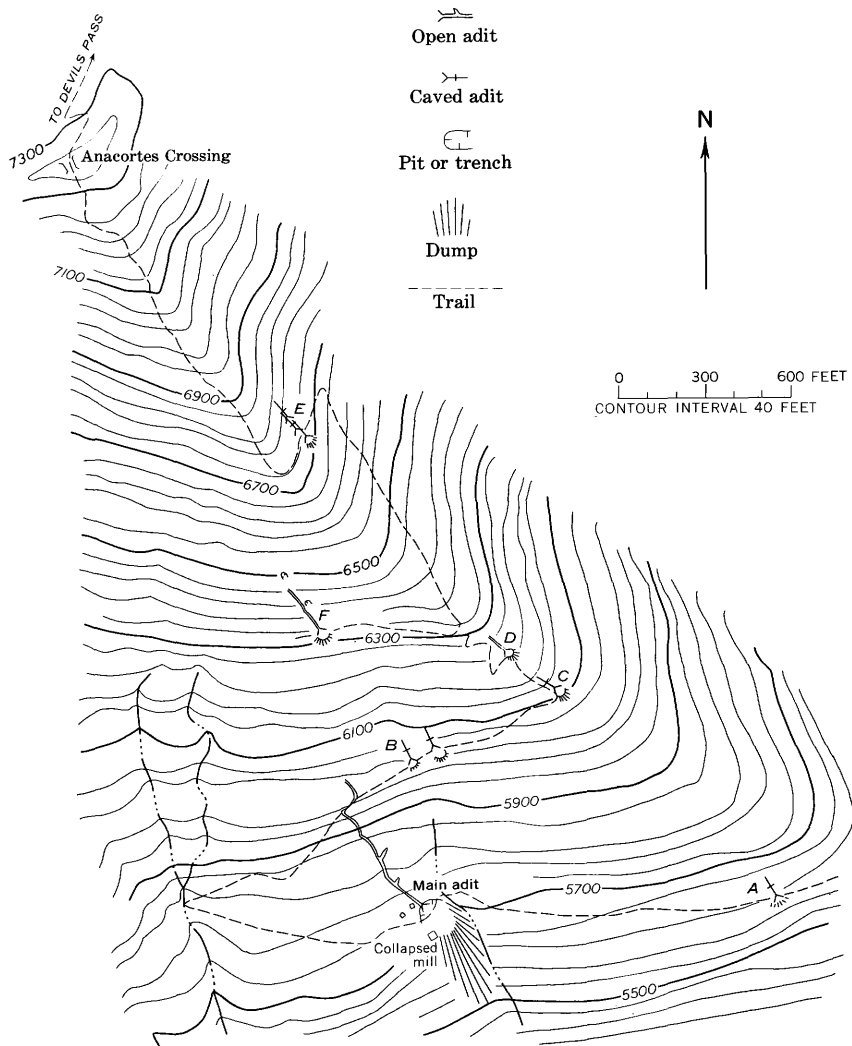 TO DEVILS PASS
7300
Anacortes Crossing
7100
6900
E
6700
6500
F
6300
D
C
6100
B
5900
5700
A
Main adit
Collapsed
mill
5500
Open adit
Caved adit
Pit or trench
Dump
Trail
N
0 300 600 FEET
CONTOUR INTERVAL 40 FEET